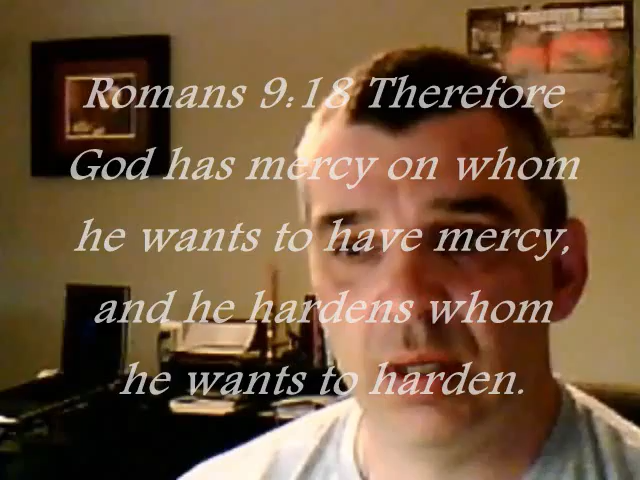 Romans 9:18 Therefore
God has mercy on whom
he wants to have mercy,
and he hardens whom
he wants to harden.